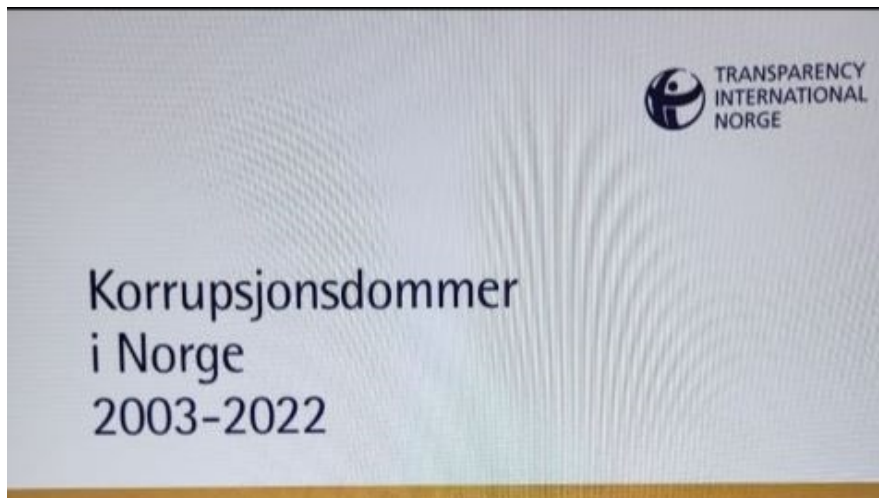 TRANSPARENCY
INTERNATIONAL
NORGE
Korrupsjonsdommer
i Norge
2003-2022